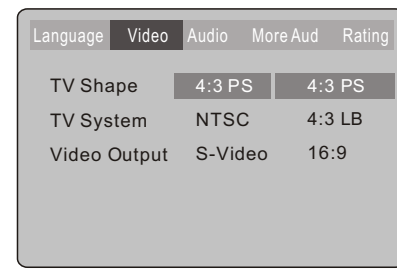 Language Video Audio More Aud Rating
TV Shape 4:3 PS 4:3 PS
TV System NTSC 4:3 LB
Video Output S-Video 16:9